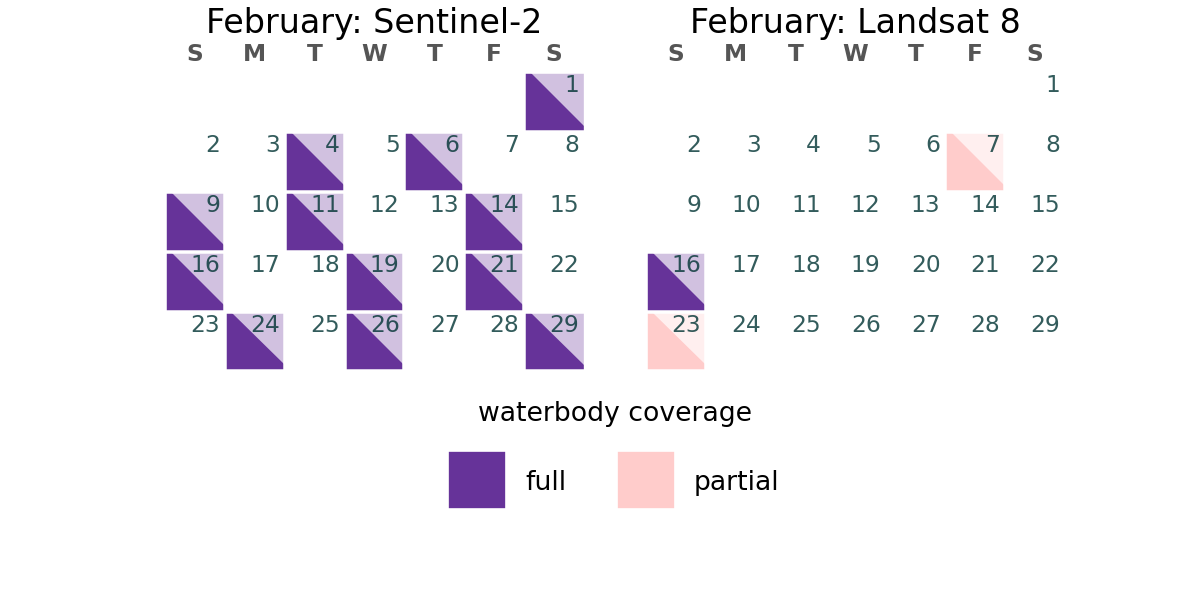 February: Sentinel-2
S M T W T F S
1
2 3 4 5 6 7 8
9 10 11 12 13 14 15
16 17 18 19 20 21 22
23 24 25 26 27 28 29
February: Landsat 8
S M T W T F S
1
2 3 4 5 6 7 8
9 10 11 12 13 14 15
16 17 18 19 20 21 22
23 24 25 26 27 28 29
waterbody coverage
full
partial